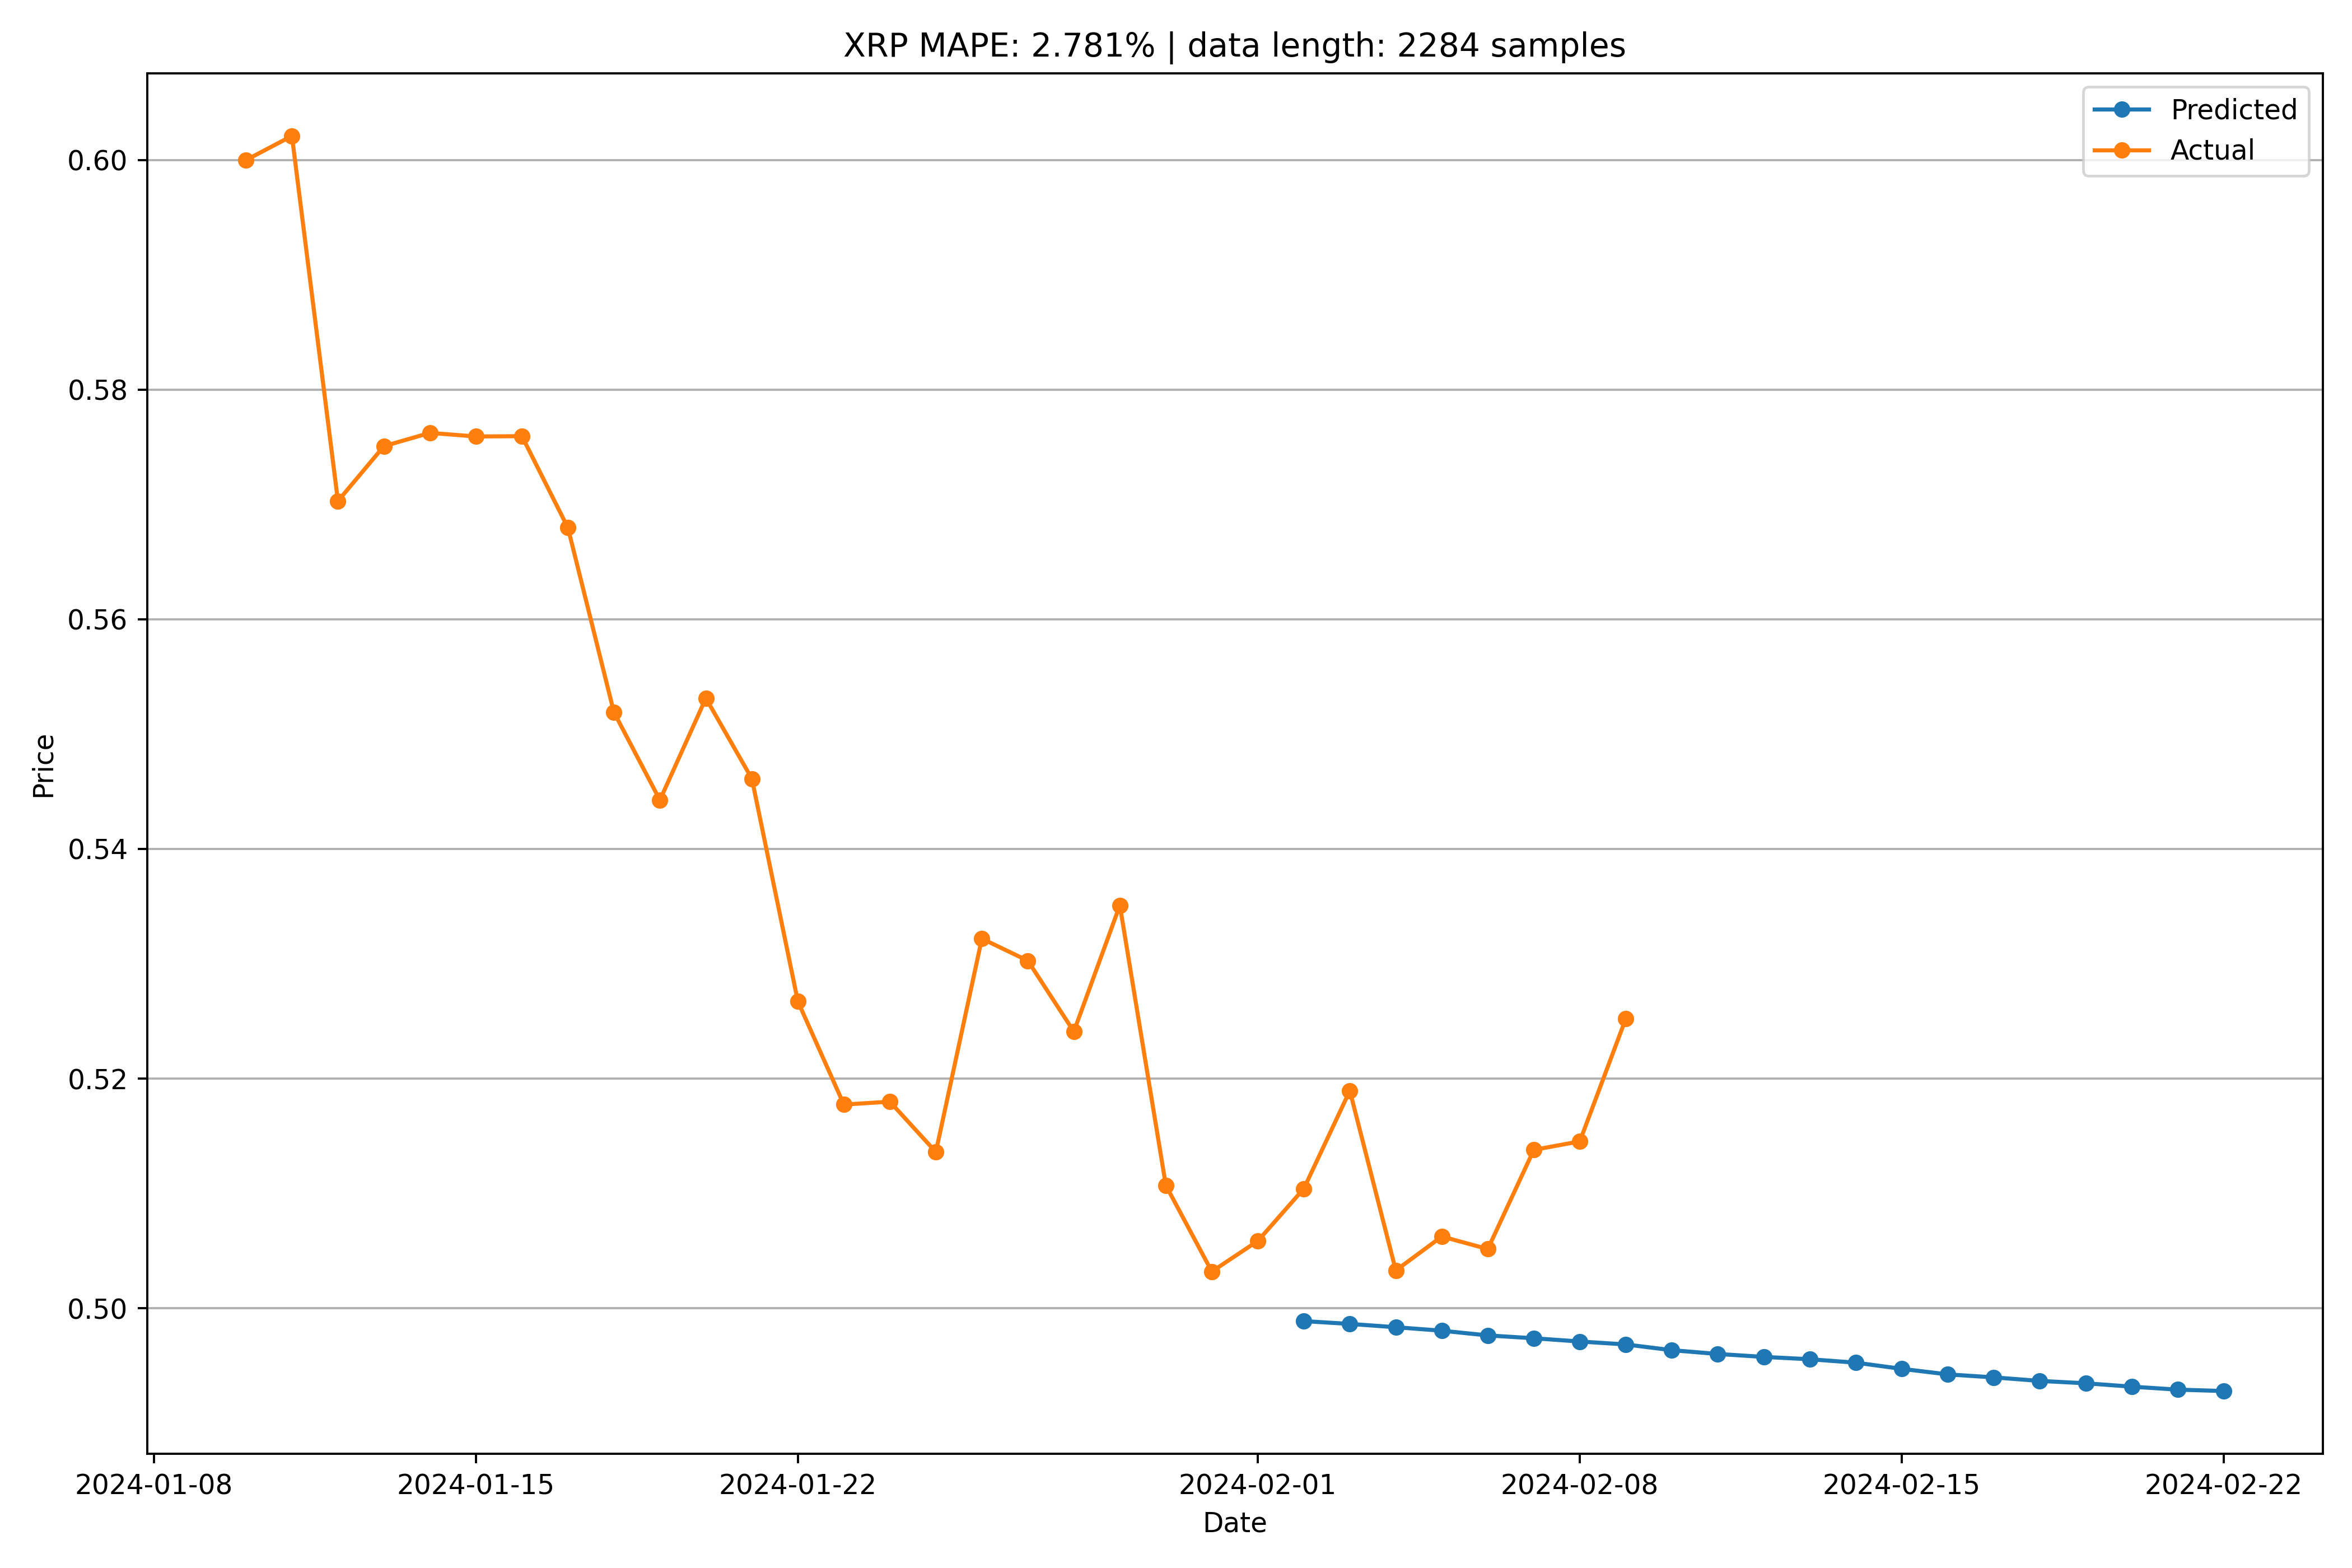 XRP MAPE: 2.781% | data length: 2284 samples
Predicted
Actual
0.60
0.58
0.56
0.54
0.52
0.50
Price
2024-01-08
2024-01-15
2024-01-22
2024-02-01
2024-02-08
2024-02-15
2024-02-22
Date